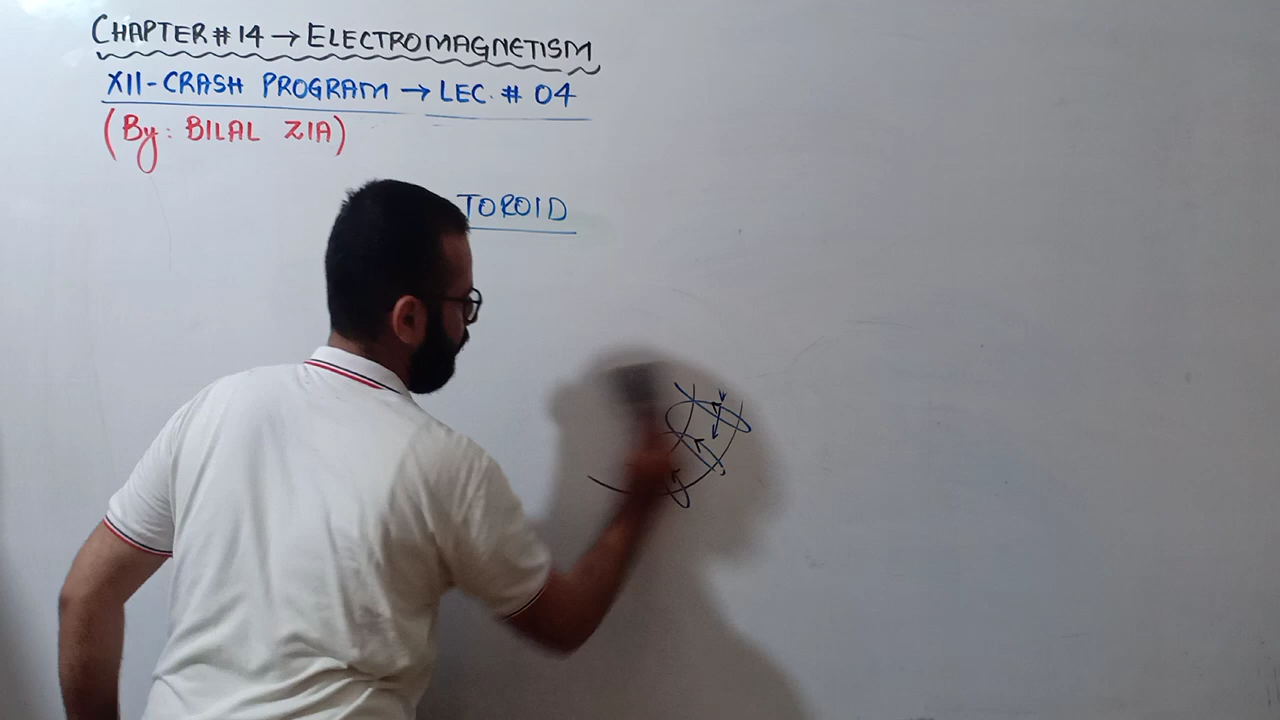 CHAPTER # 14 → ELECTROMAGNETISM
XII-CRASH PROGRAM → LEC. # 04
(By: BILAL ZIA)
TOROID